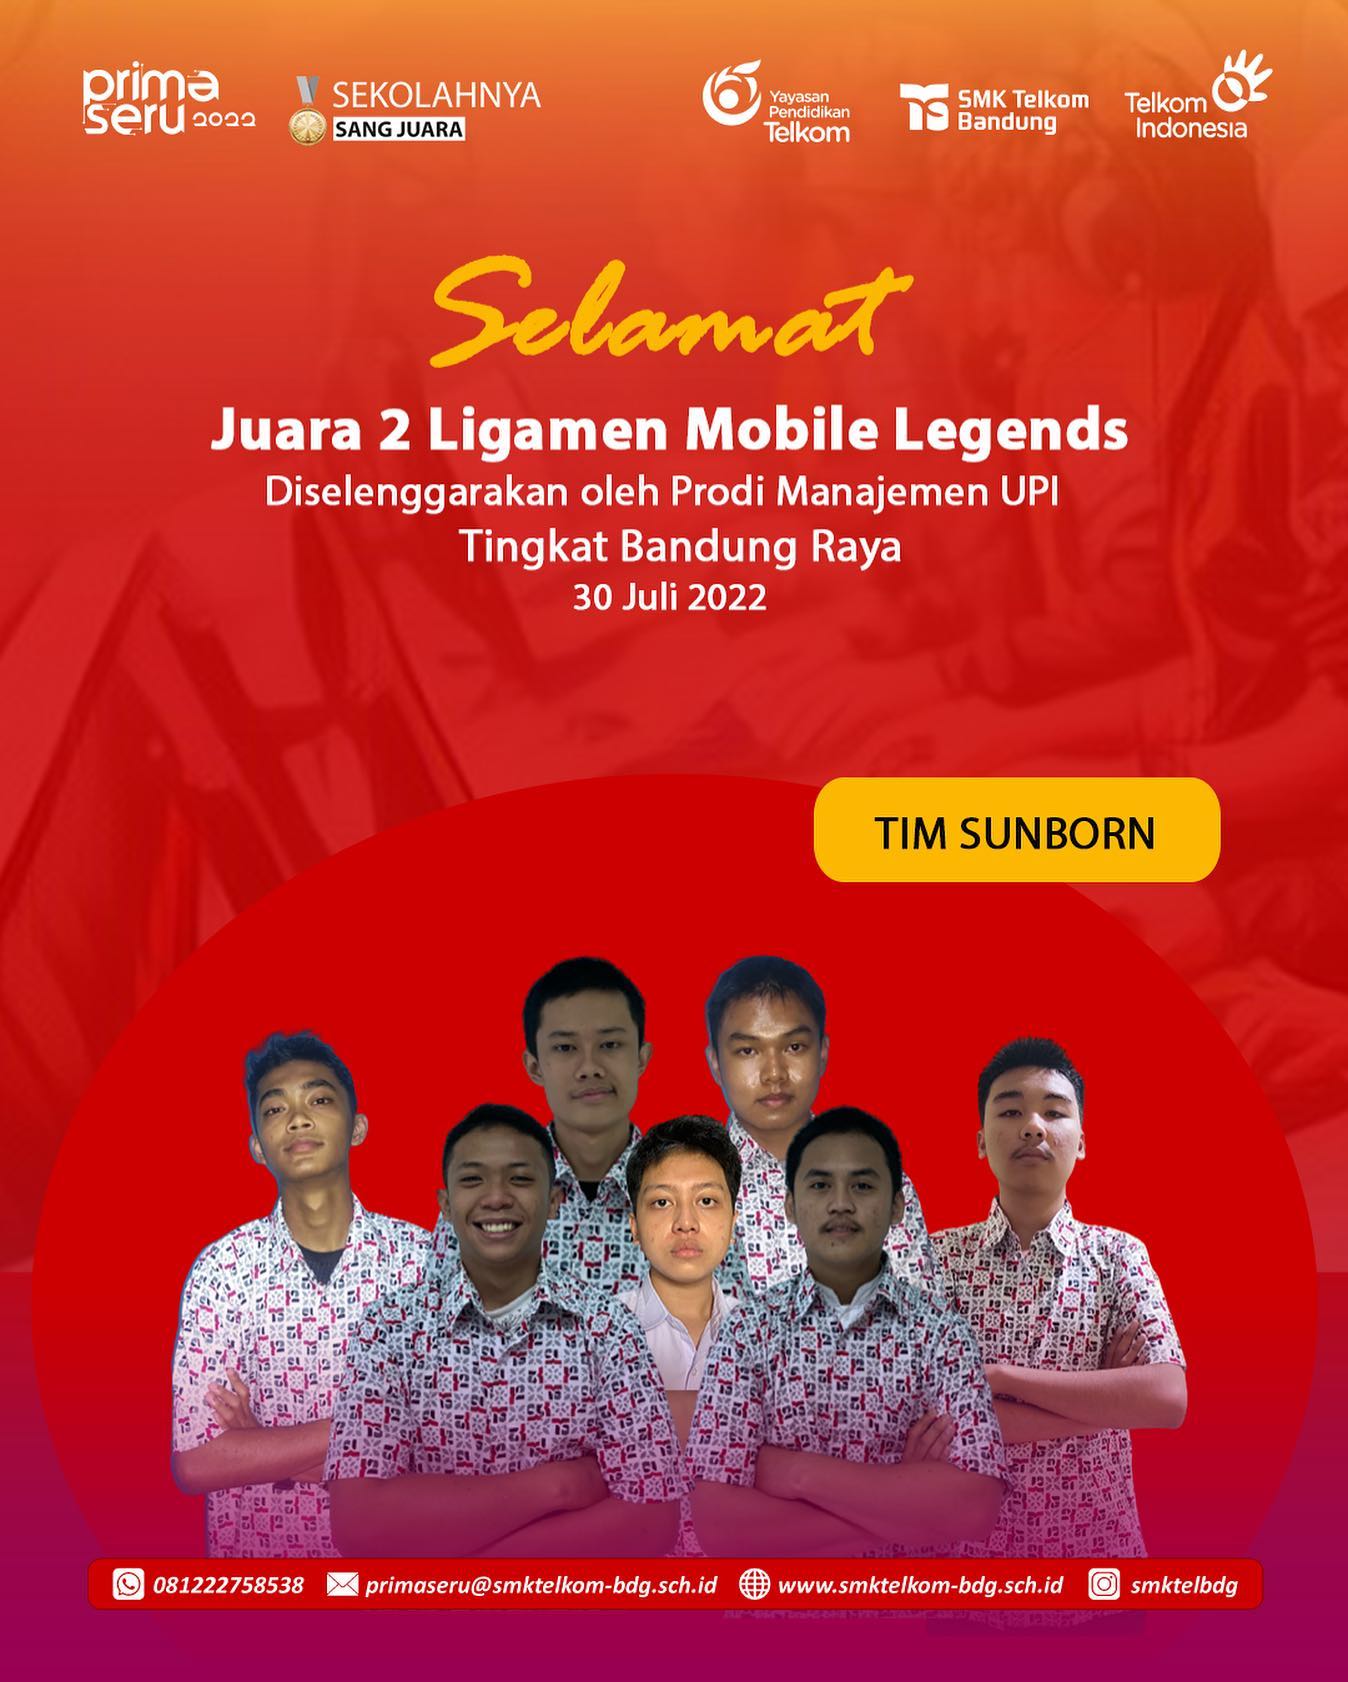 prima
seru 2022
SEKOLAHNYA
SANG JUARA
Yayasan
Pendidikan
Telkom
SMK Telkom
Bandung
Telkom
Indonesia
Selamat
Juara 2 Ligamen Mobile Legends
Diselenggarakan oleh Prodi Manajemen UPI
Tingkat Bandung Raya
30 Juli 2022
TIM SUNBORN
081222758538 primaseru@smktelkom-bdg.sch.id www.smktelkom-bdg.sch.id smktelbdg